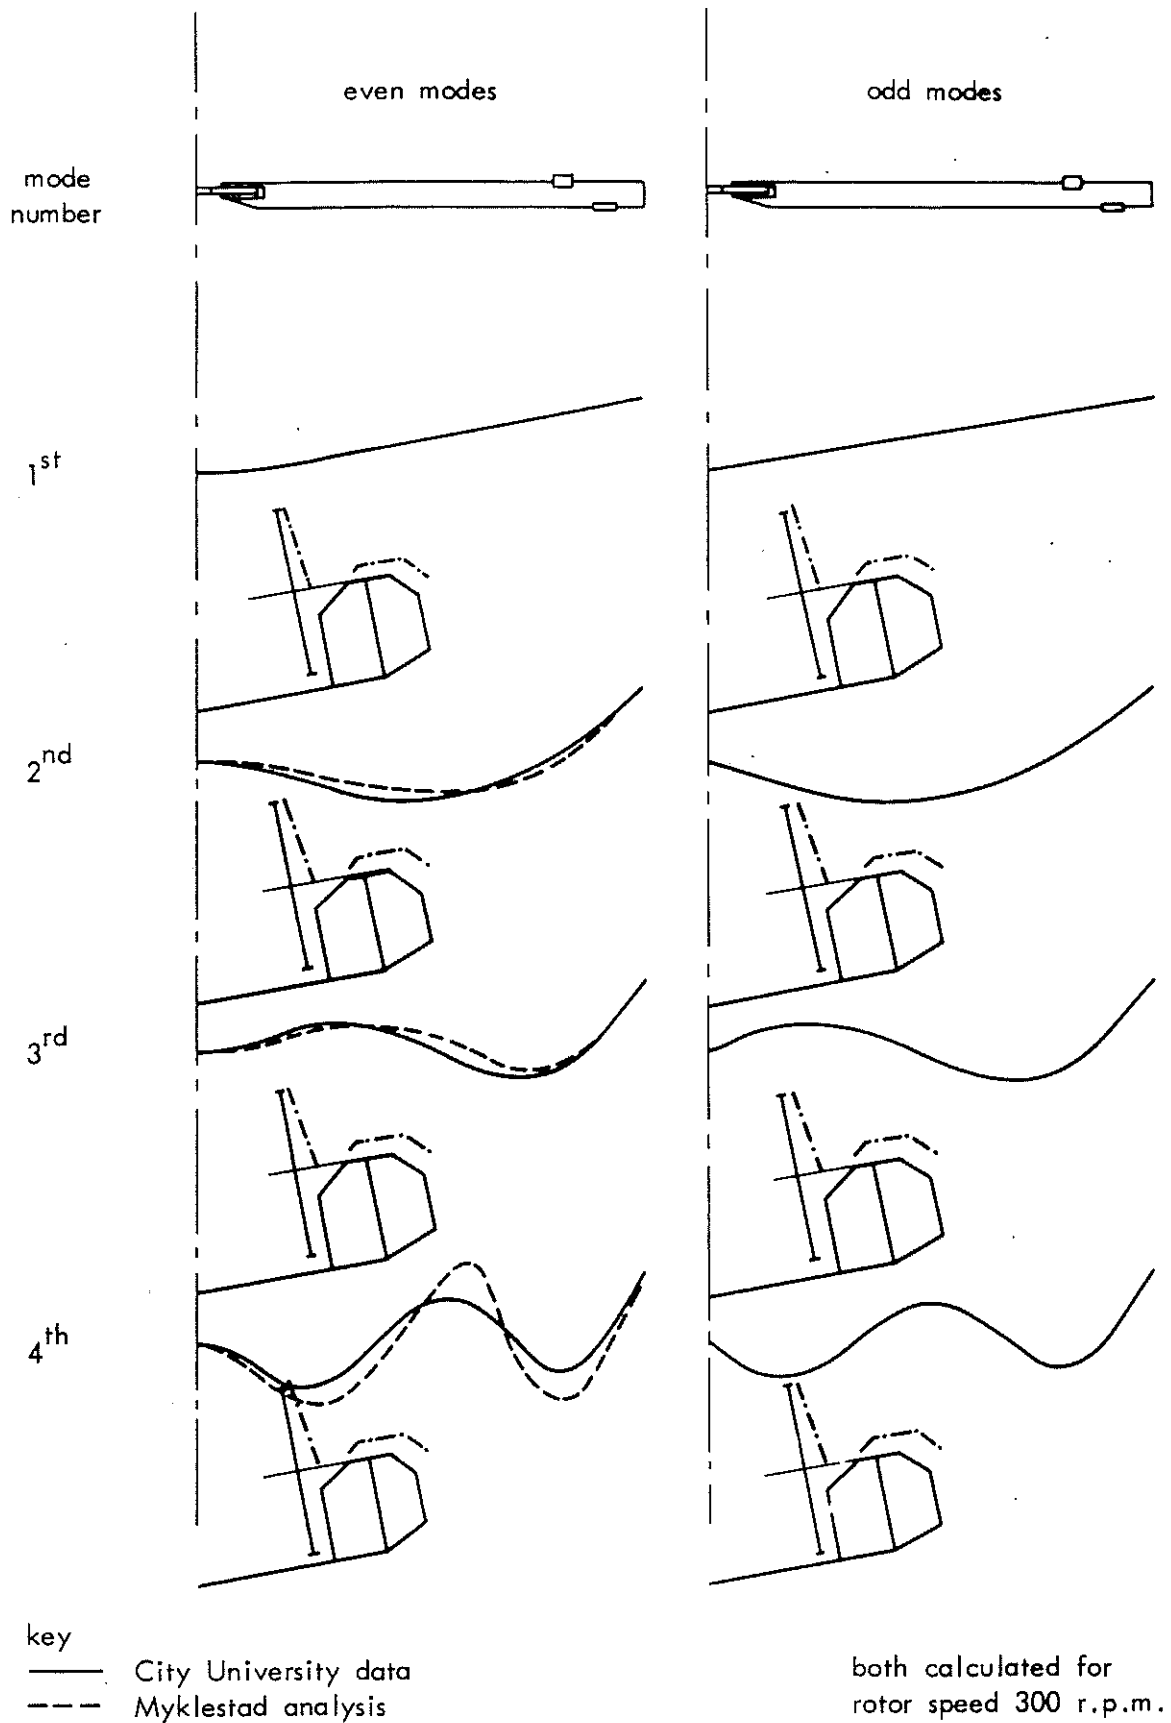 even modes
odd modes
mode
number
1st
2nd
3rd
4th
key
City University data
Myklestad analysis
both calculated for
rotor speed 300 r.p.m.